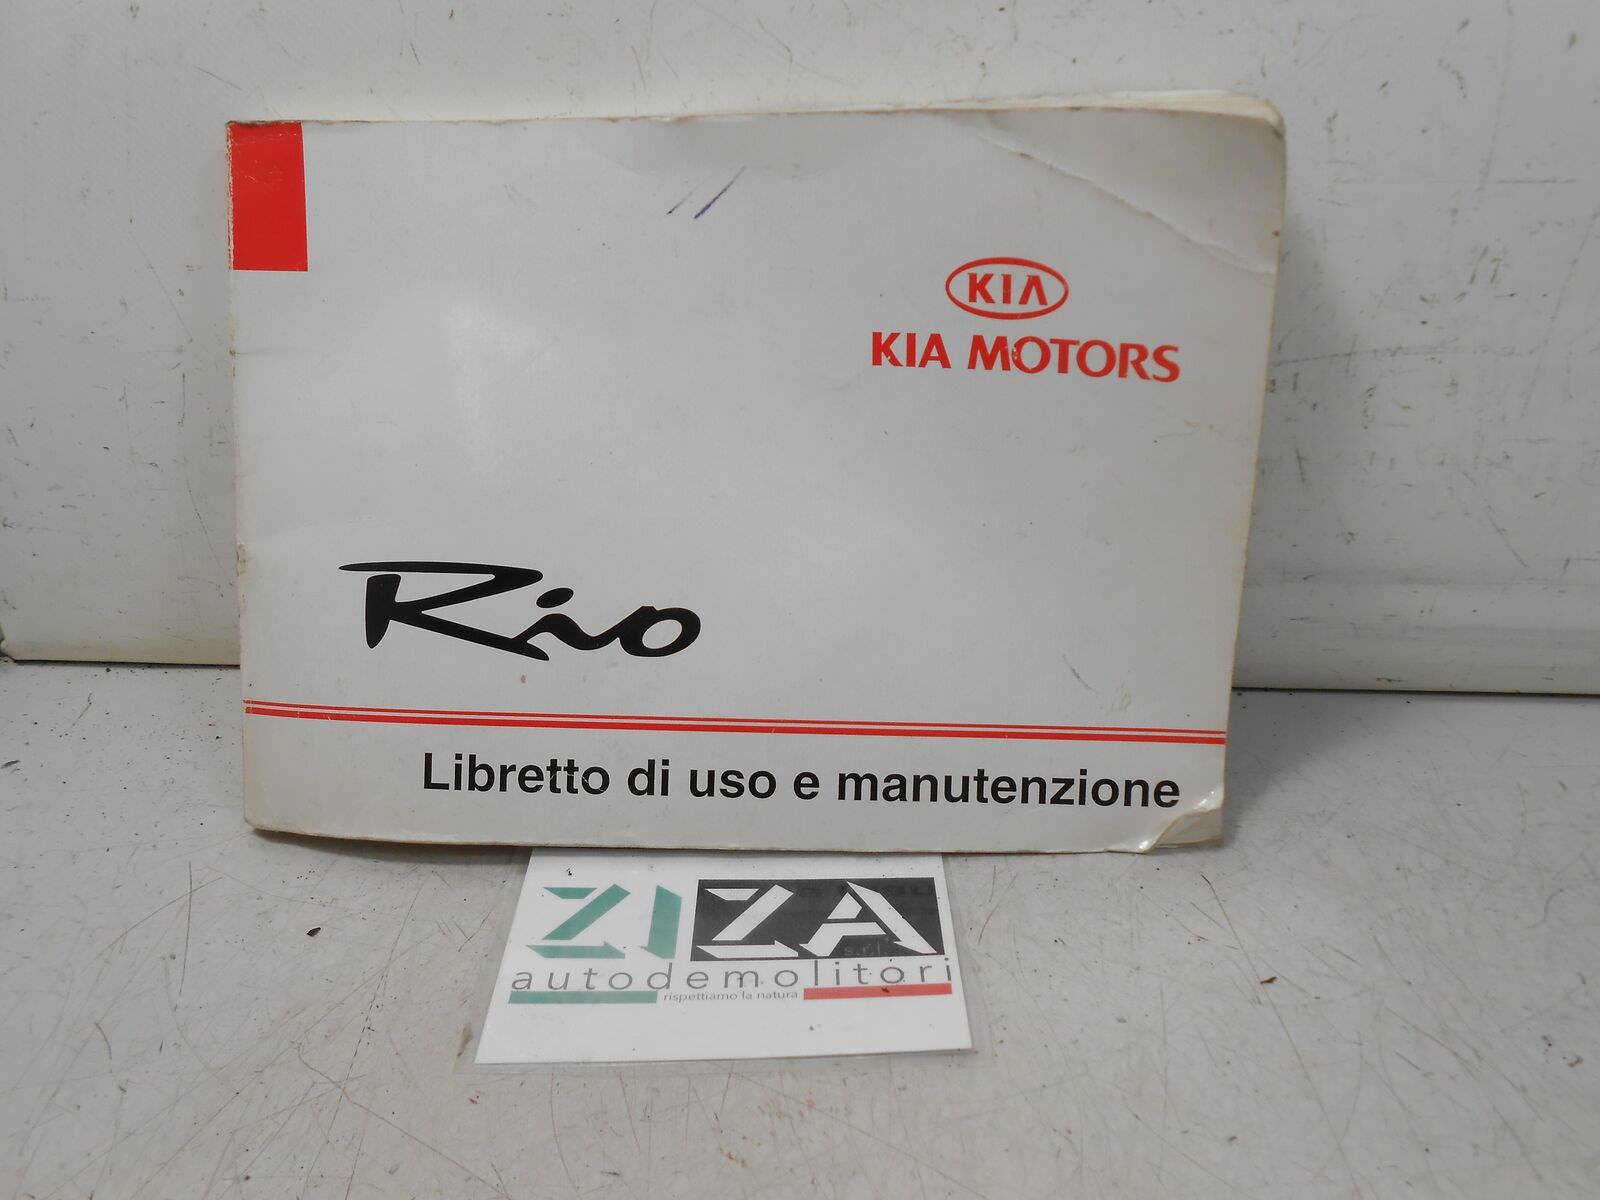 KIA
KIA MOTORS
Rio
Libretto di uso e manutenzione
ZIZA
s.r.l.
autodemolitori
rispettiamo la natura